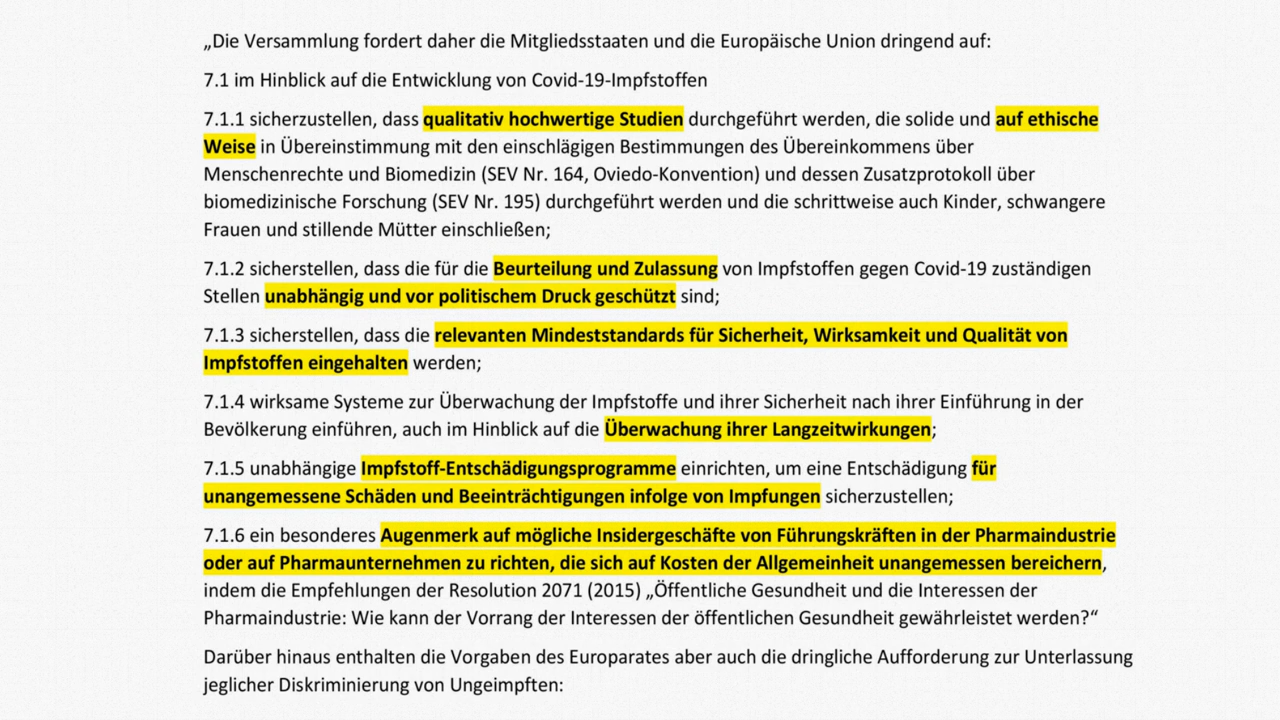 „Die Versammlung fordert daher die Mitgliedsstaaten und die Europäische Union dringend auf:
7.1 im Hinblick auf die Entwicklung von Covid-19-Impfstoffen
7.1.1 sicherzustellen, dass qualitativ hochwertige Studien durchgeführt werden, die solide und auf ethische
Weise in Übereinstimmung mit den einschlägigen Bestimmungen des Übereinkommens über
Menschenrechte und Biomedizin (SEV Nr. 164, Oviedo-Konvention) und dessen Zusatzprotokoll über
biomedizinische Forschung (SEV Nr. 195) durchgeführt werden und die schrittweise auch Kinder, schwangere
Frauen und stillende Mütter einschließen;
7.1.2 sicherstellen, dass die für die Beurteilung und Zulassung von Impfstoffen gegen Covid-19 zuständigen
Stellen unabhängig und vor politischem Druck geschützt sind;
7.1.3 sicherstellen, dass die relevanten Mindeststandards für Sicherheit, Wirksamkeit und Qualität von
Impfstoffen eingehalten werden;
7.1.4 wirksame Systeme zur Überwachung der Impfstoffe und ihrer Sicherheit nach ihrer Einführung in der
Bevölkerung einführen, auch im Hinblick auf die Überwachung ihrer Langzeitwirkungen;
7.1.5 unabhängige Impfstoff-Entschädigungsprogramme einrichten, um eine Entschädigung für
unangemessene Schäden und Beeinträchtigungen infolge von Impfungen sicherzustellen;
7.1.6 ein besonderes Augenmerk auf mögliche Insidergeschäfte von Führungskräften in der Pharmaindustrie
oder auf Pharmaunternehmen zu richten, die sich auf Kosten der Allgemeinheit unangemessen bereichern,
indem die Empfehlungen der Resolution 2071 (2015) „Öffentliche Gesundheit und die Interessen der
Pharmaindustrie: Wie kann der Vorrang der Interessen der öffentlichen Gesundheit gewährleistet werden?“
Darüber hinaus enthalten die Vorgaben des Europarates aber auch die dringliche Aufforderung zur Unterlassung
jeglicher Diskriminierung von Ungeimpften: